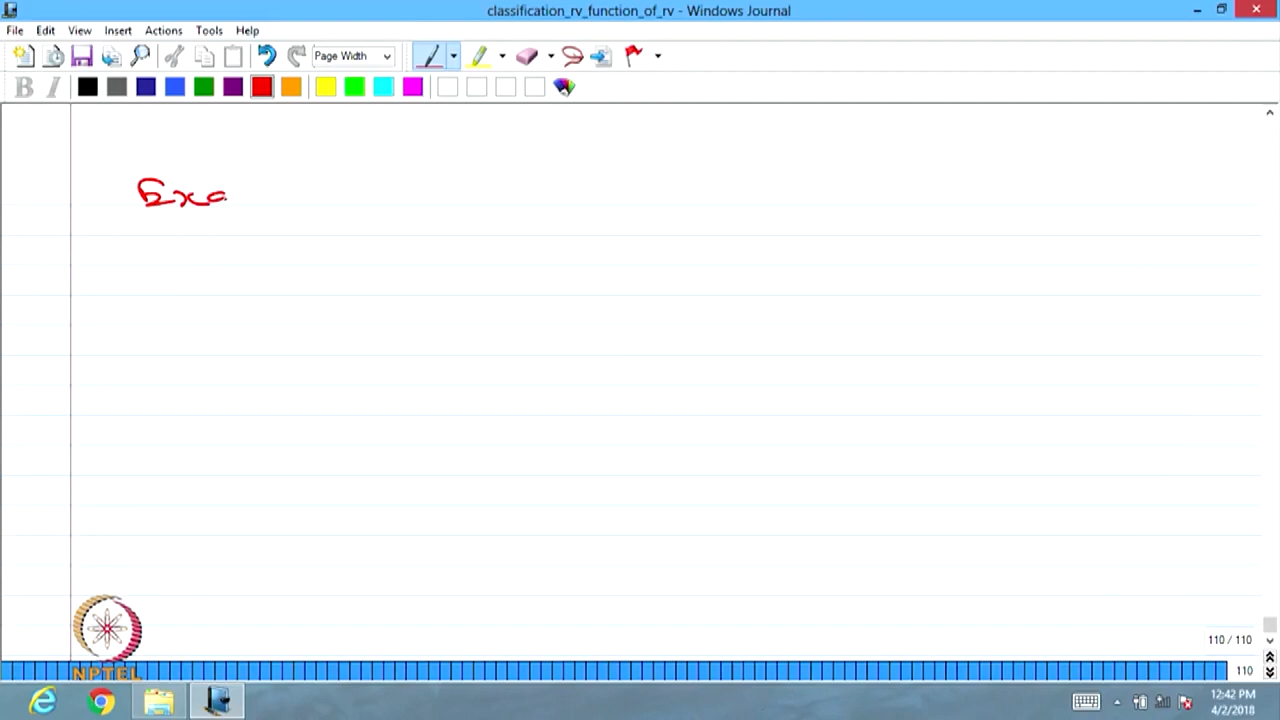 classification_rv_function_of_rv - Windows Journal
File Edit View Insert Actions Tools Help
Page Width
B I
Exa
110 / 110
110
NPTEL
12:42 PM
4/2/2018